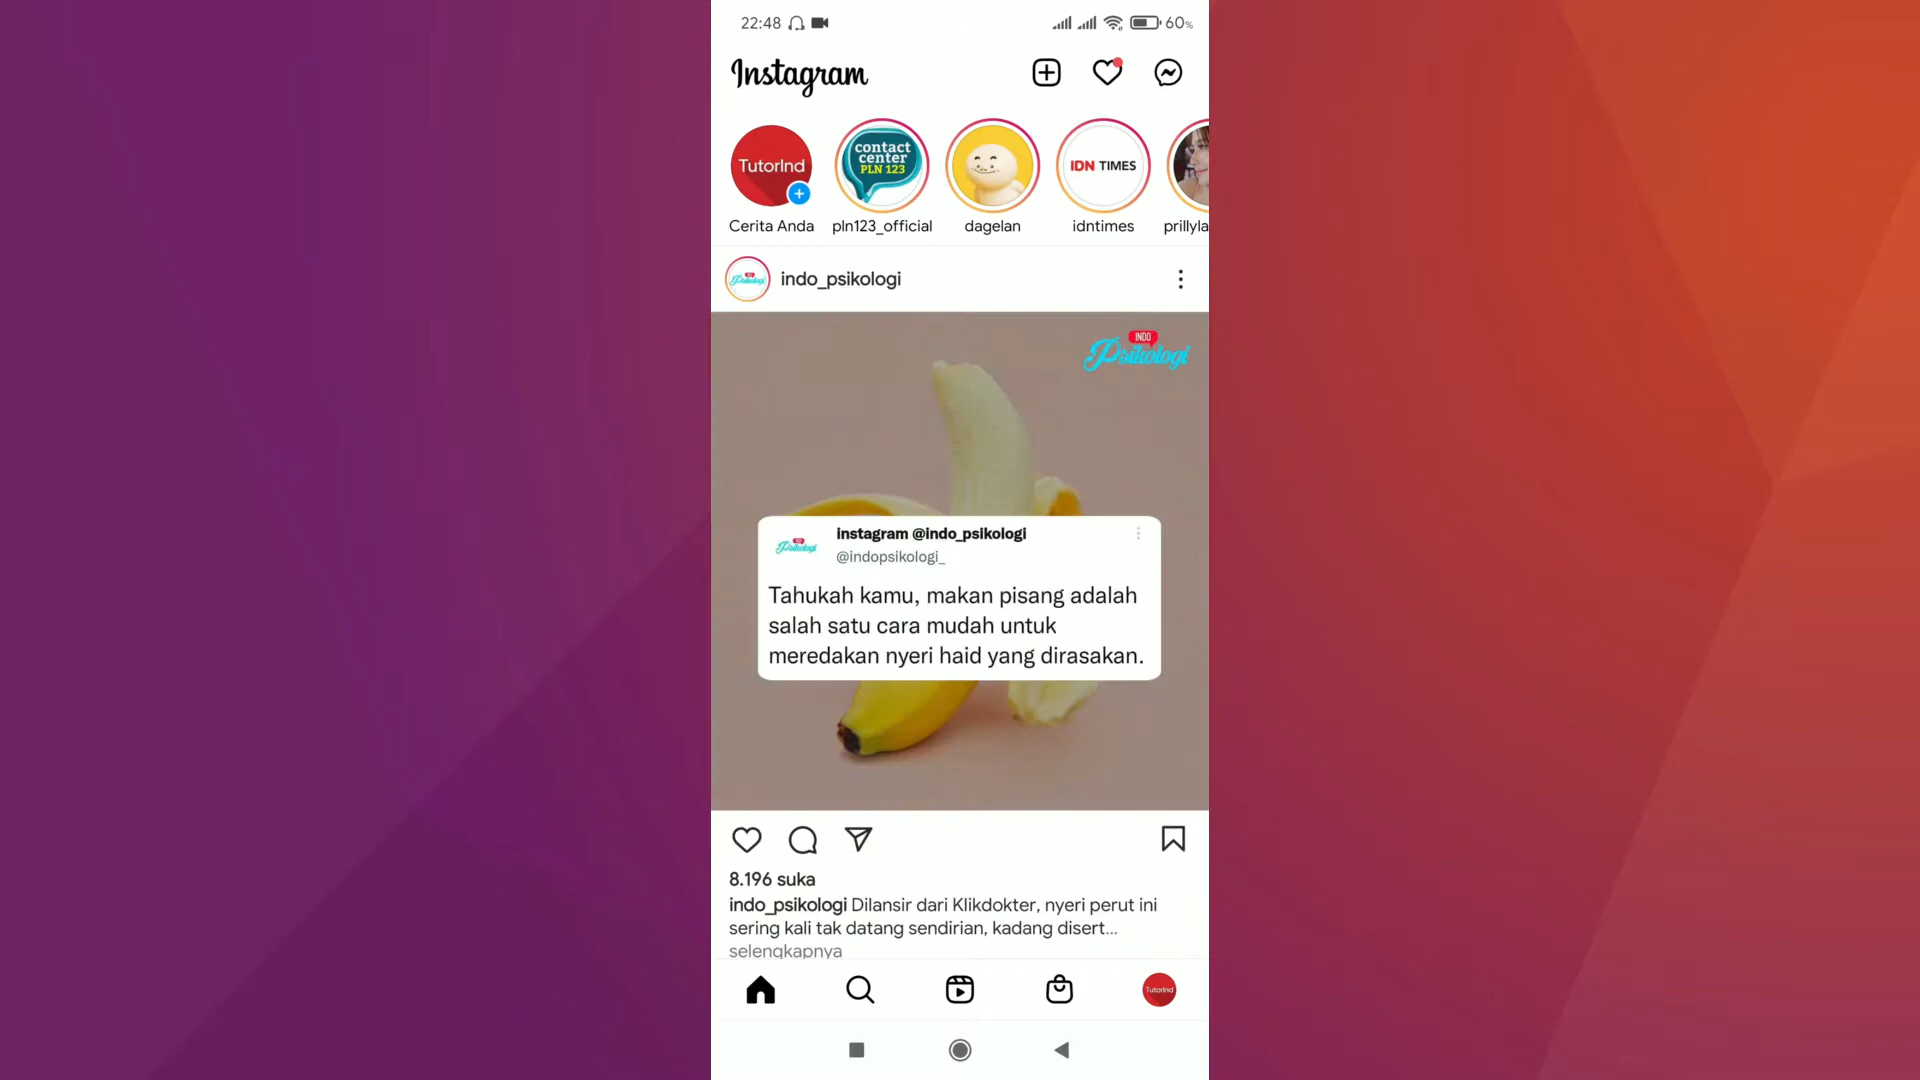 22:48
60%
Instagram
TutorInd
contact
center
PLN 123
IDN TIMES
Cerita Anda
pln123_official
dagelan
idntimes
prillyla
indo_psikologi
INDO
Psikologi
instagram @indo_psikologi
@indopsikologi_
Tahukah kamu, makan pisang adalah
salah satu cara mudah untuk
meredakan nyeri haid yang dirasakan.
8.196 suka
indo_psikologi Dilansir dari Klikdokter, nyeri perut ini
sering kali tak datang sendirian, kadang disert...
selengkapnya
TutorInd